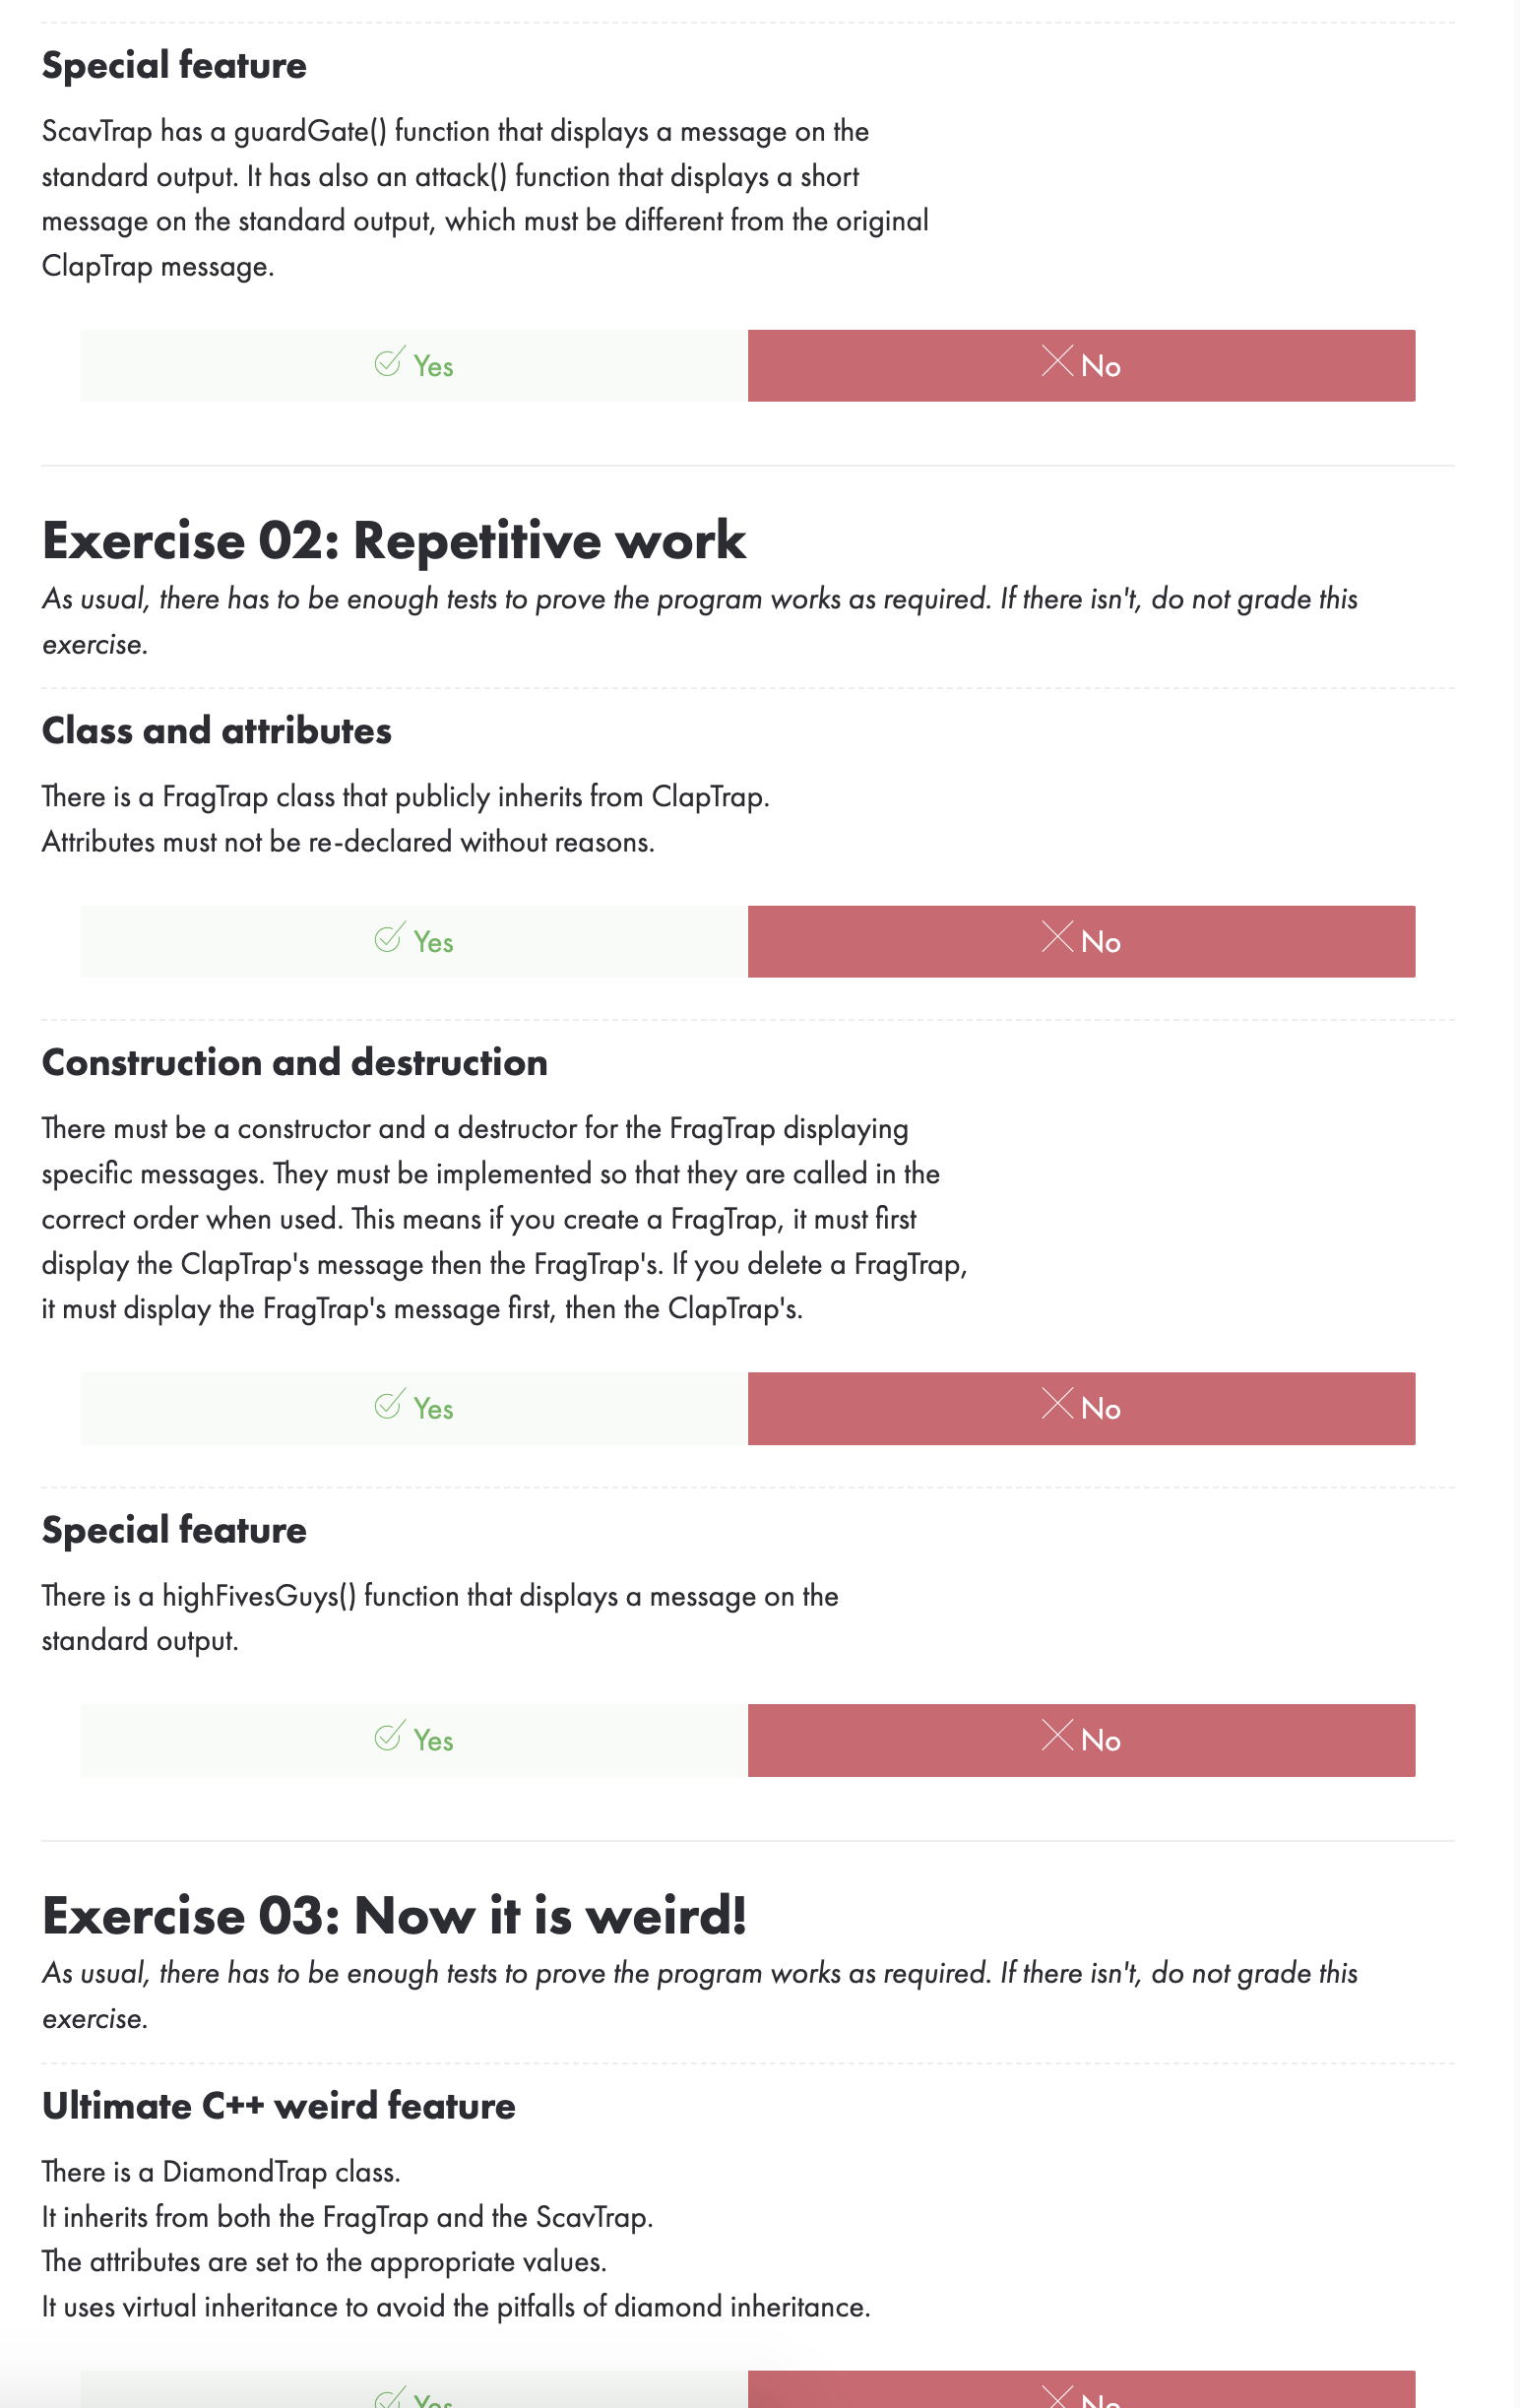 Special feature
ScavTrap has a guardGate() function that displays a message on the
standard output. It has also an attack() function that displays a short
message on the standard output, which must be different from the original
ClapTrap message.
Yes
No
Exercise 02: Repetitive work
As usual, there has to be enough tests to prove the program works as required. If there isn't, do not grade this
exercise.
Class and attributes
There is a FragTrap class that publicly inherits from ClapTrap.
Attributes must not be re-declared without reasons.
Yes
No
Construction and destruction
There must be a constructor and a destructor for the FragTrap displaying
specific messages. They must be implemented so that they are called in the
correct order when used. This means if you create a FragTrap, it must first
display the ClapTrap's message then the FragTrap's. If you delete a FragTrap,
it must display the FragTrap's message first, then the ClapTrap's.
Yes
No
Special feature
There is a highFivesGuys() function that displays a message on the
standard output.
Yes
No
Exercise 03: Now it is weird!
As usual, there has to be enough tests to prove the program works as required. If there isn't, do not grade this
exercise.
Ultimate C++ weird feature
There is a DiamondTrap class.
It inherits from both the FragTrap and the ScavTrap.
The attributes are set to the appropriate values.
It uses virtual inheritance to avoid the pitfalls of diamond inheritance.
Yes
No